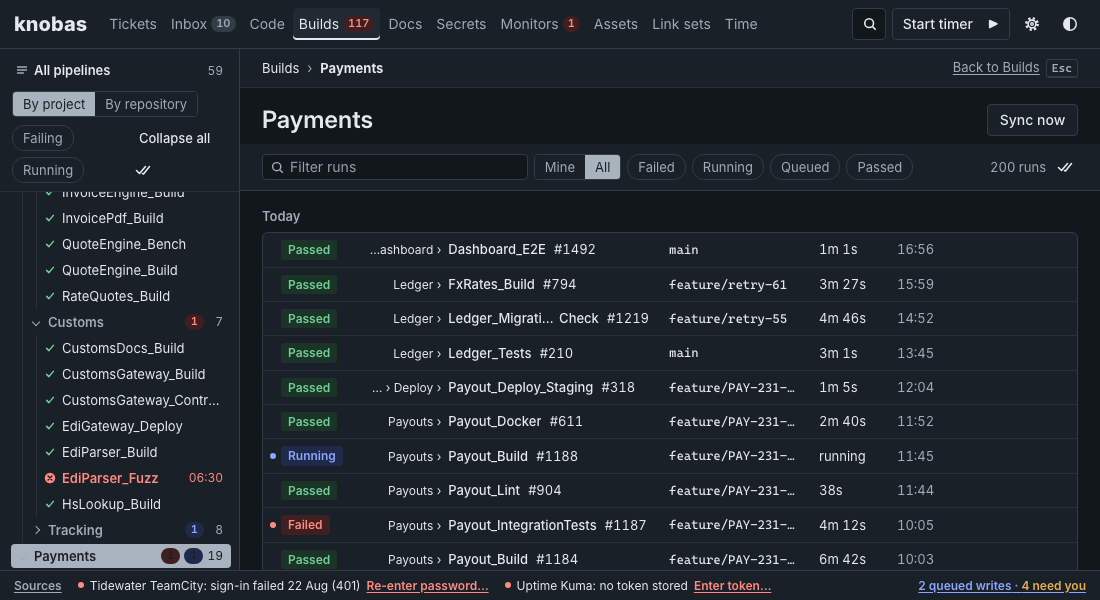 knobas Tickets Inbox 10 Code Builds 117 Docs Secrets Monitors 1 Assets Link sets Time Start timer
All pipelines 59
By project By repository
Failing Collapse all
Running
InvoiceEngine_Build
InvoicePdf_Build
QuoteEngine_Bench
QuoteEngine_Build
RateQuotes_Build
Customs 1 7
CustomsDocs_Build
CustomsGateway_Build
CustomsGateway_Contr...
EdiGateway_Deploy
EdiParser_Build
EdiParser_Fuzz 06:30
HsLookup_Build
Tracking 1 8
Payments 19
Builds › Payments Back to Builds Esc
Payments Sync now
Filter runs Mine All Failed Running Queued Passed 200 runs
Today
Passed ...ashboard › Dashboard_E2E #1492 main 1m 1s 16:56
Passed Ledger › FxRates_Build #794 feature/retry-61 3m 27s 15:59
Passed Ledger › Ledger_Migrati... Check #1219 feature/retry-55 4m 46s 14:52
Passed Ledger › Ledger_Tests #210 main 3m 1s 13:45
Passed ... › Deploy › Payout_Deploy_Staging #318 feature/PAY-231-... 1m 5s 12:04
Passed Payouts › Payout_Docker #611 feature/PAY-231-... 2m 40s 11:52
Running Payouts › Payout_Build #1188 feature/PAY-231-... running 11:45
Passed Payouts › Payout_Lint #904 feature/PAY-231-... 38s 11:44
Failed Payouts › Payout_IntegrationTests #1187 feature/PAY-231-... 4m 12s 10:05
Passed Payouts › Payout_Build #1184 feature/PAY-231-... 6m 42s 10:03
Sources Tidewater TeamCity: sign-in failed 22 Aug (401) Re-enter password... Uptime Kuma: no token stored Enter token... 2 queued writes · 4 need you